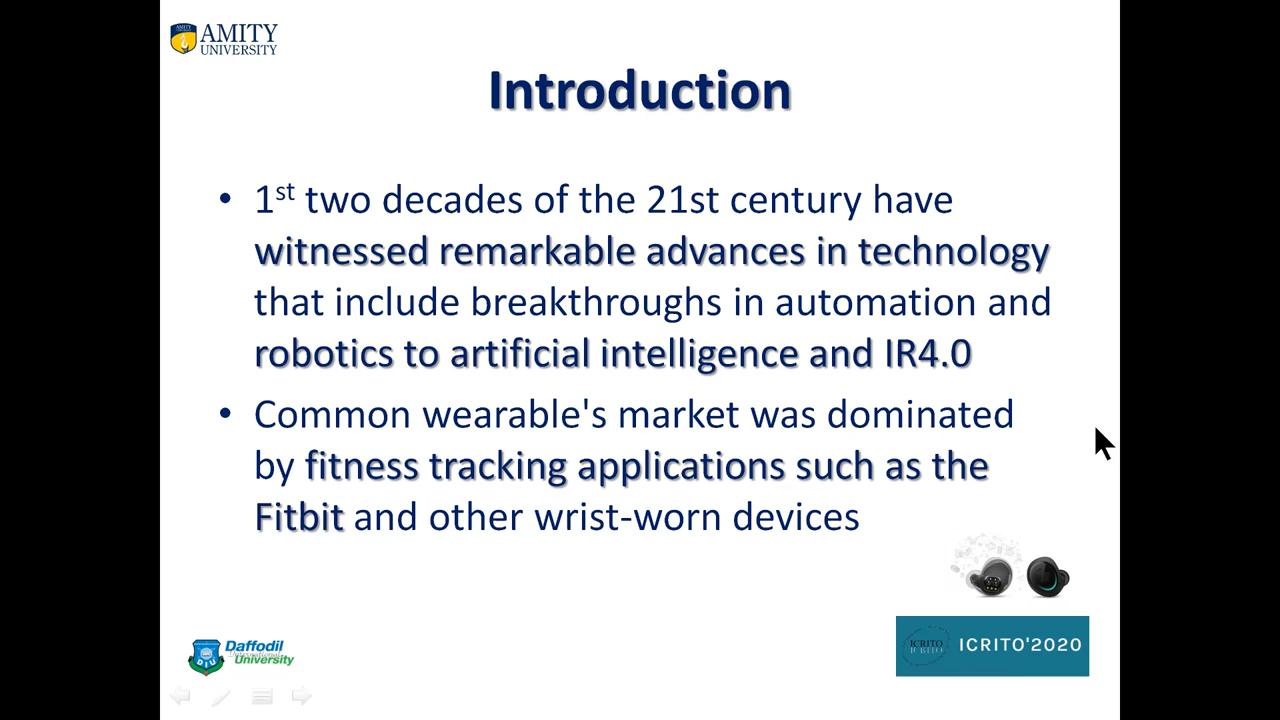 AMITY
UNIVERSITY
Introduction
• 1st two decades of the 21st century have
witnessed remarkable advances in technology
that include breakthroughs in automation and
robotics to artificial intelligence and IR4.0
• Common wearable's market was dominated
by fitness tracking applications such as the
Fitbit and other wrist-worn devices
Daffodil
International
University
DIU
ICRITO
ICRITO'2020